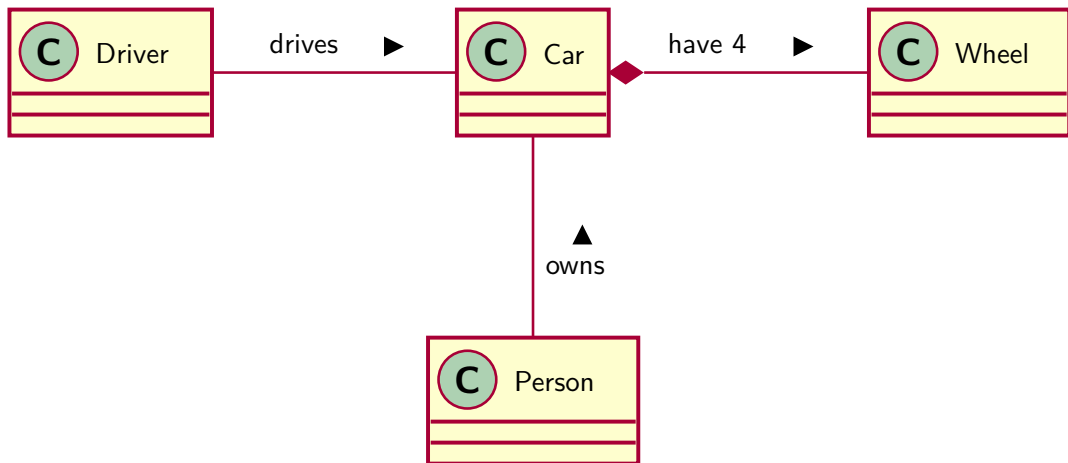 C Driver
drives ▶
C Car
have 4 ▶
C Wheel
▲
owns
C Person